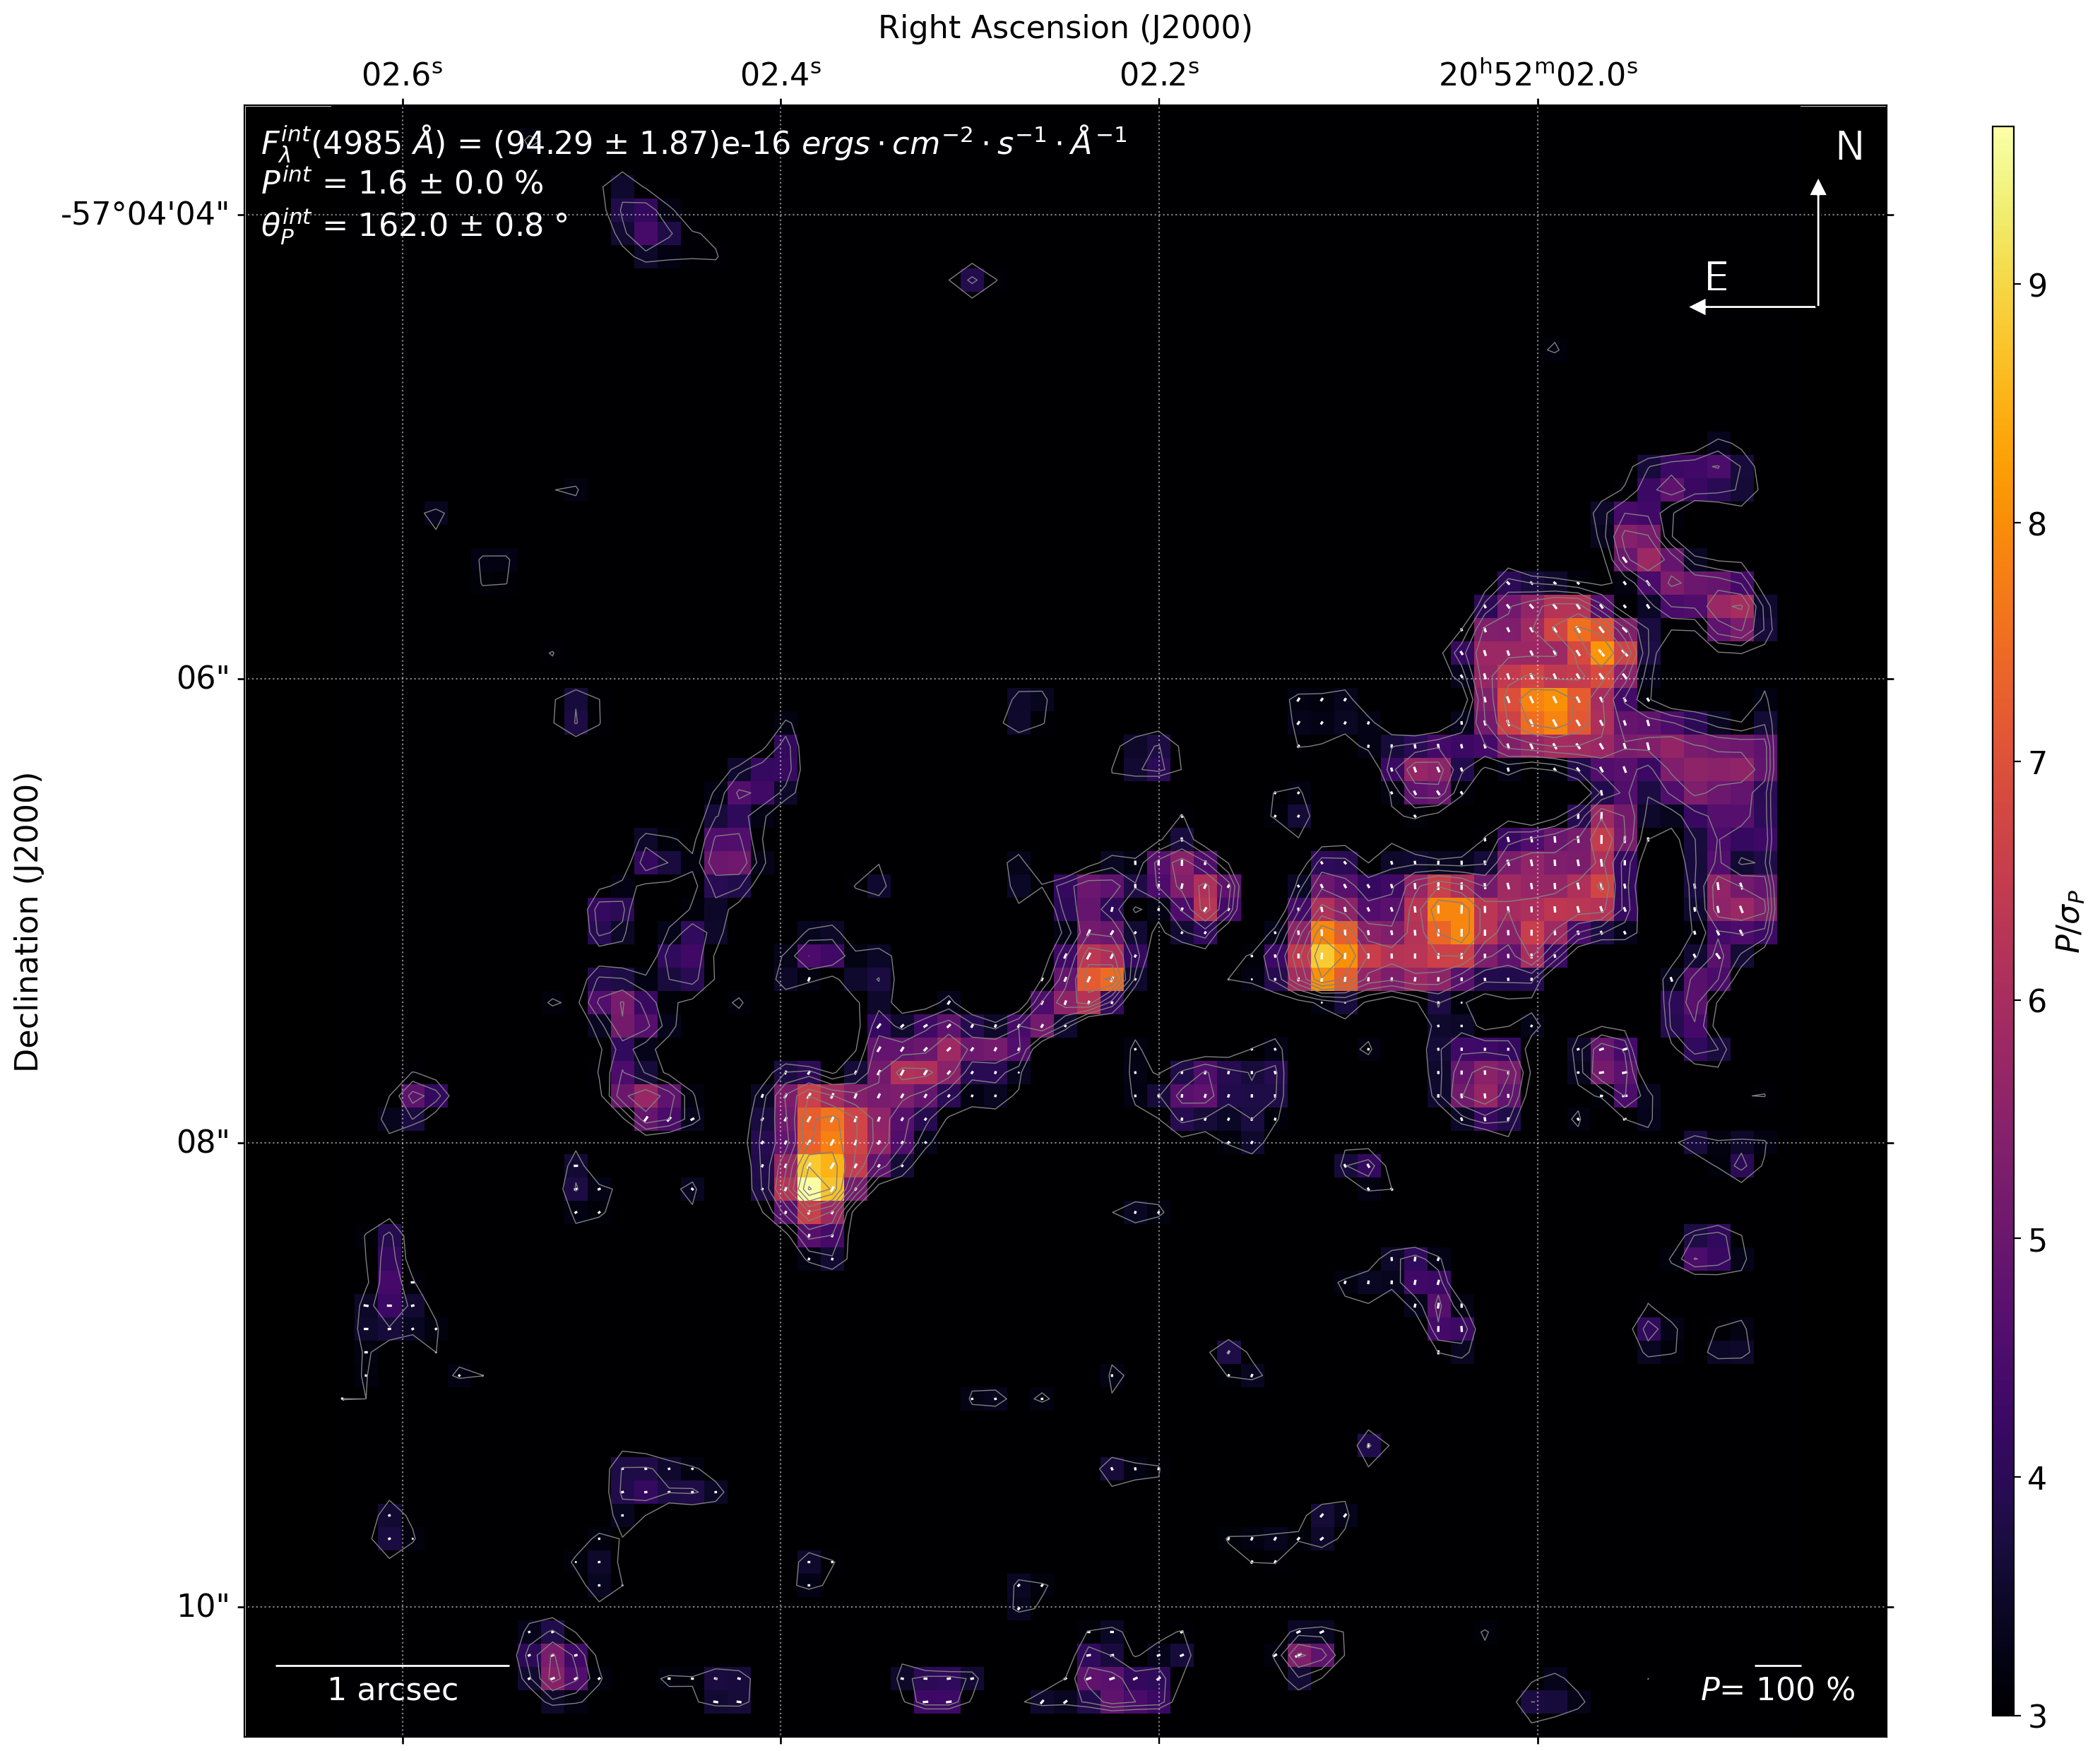 Right Ascension (J2000)
02.6ˢ 02.4ˢ 02.2ˢ 20ʰ52ᵐ02.0ˢ
F_λ^int(4985 Å) = (94.29 ± 1.87)e-16 ergs · cm⁻² · s⁻¹ · Å⁻¹
P^int = 1.6 ± 0.0 %
θ_P^int = 162.0 ± 0.8 °
N
E
-57°04'04"
06"
08"
10"
Declination (J2000)
1 arcsec
P= 100 %
9
8
7
6
5
4
3
P/σ_P